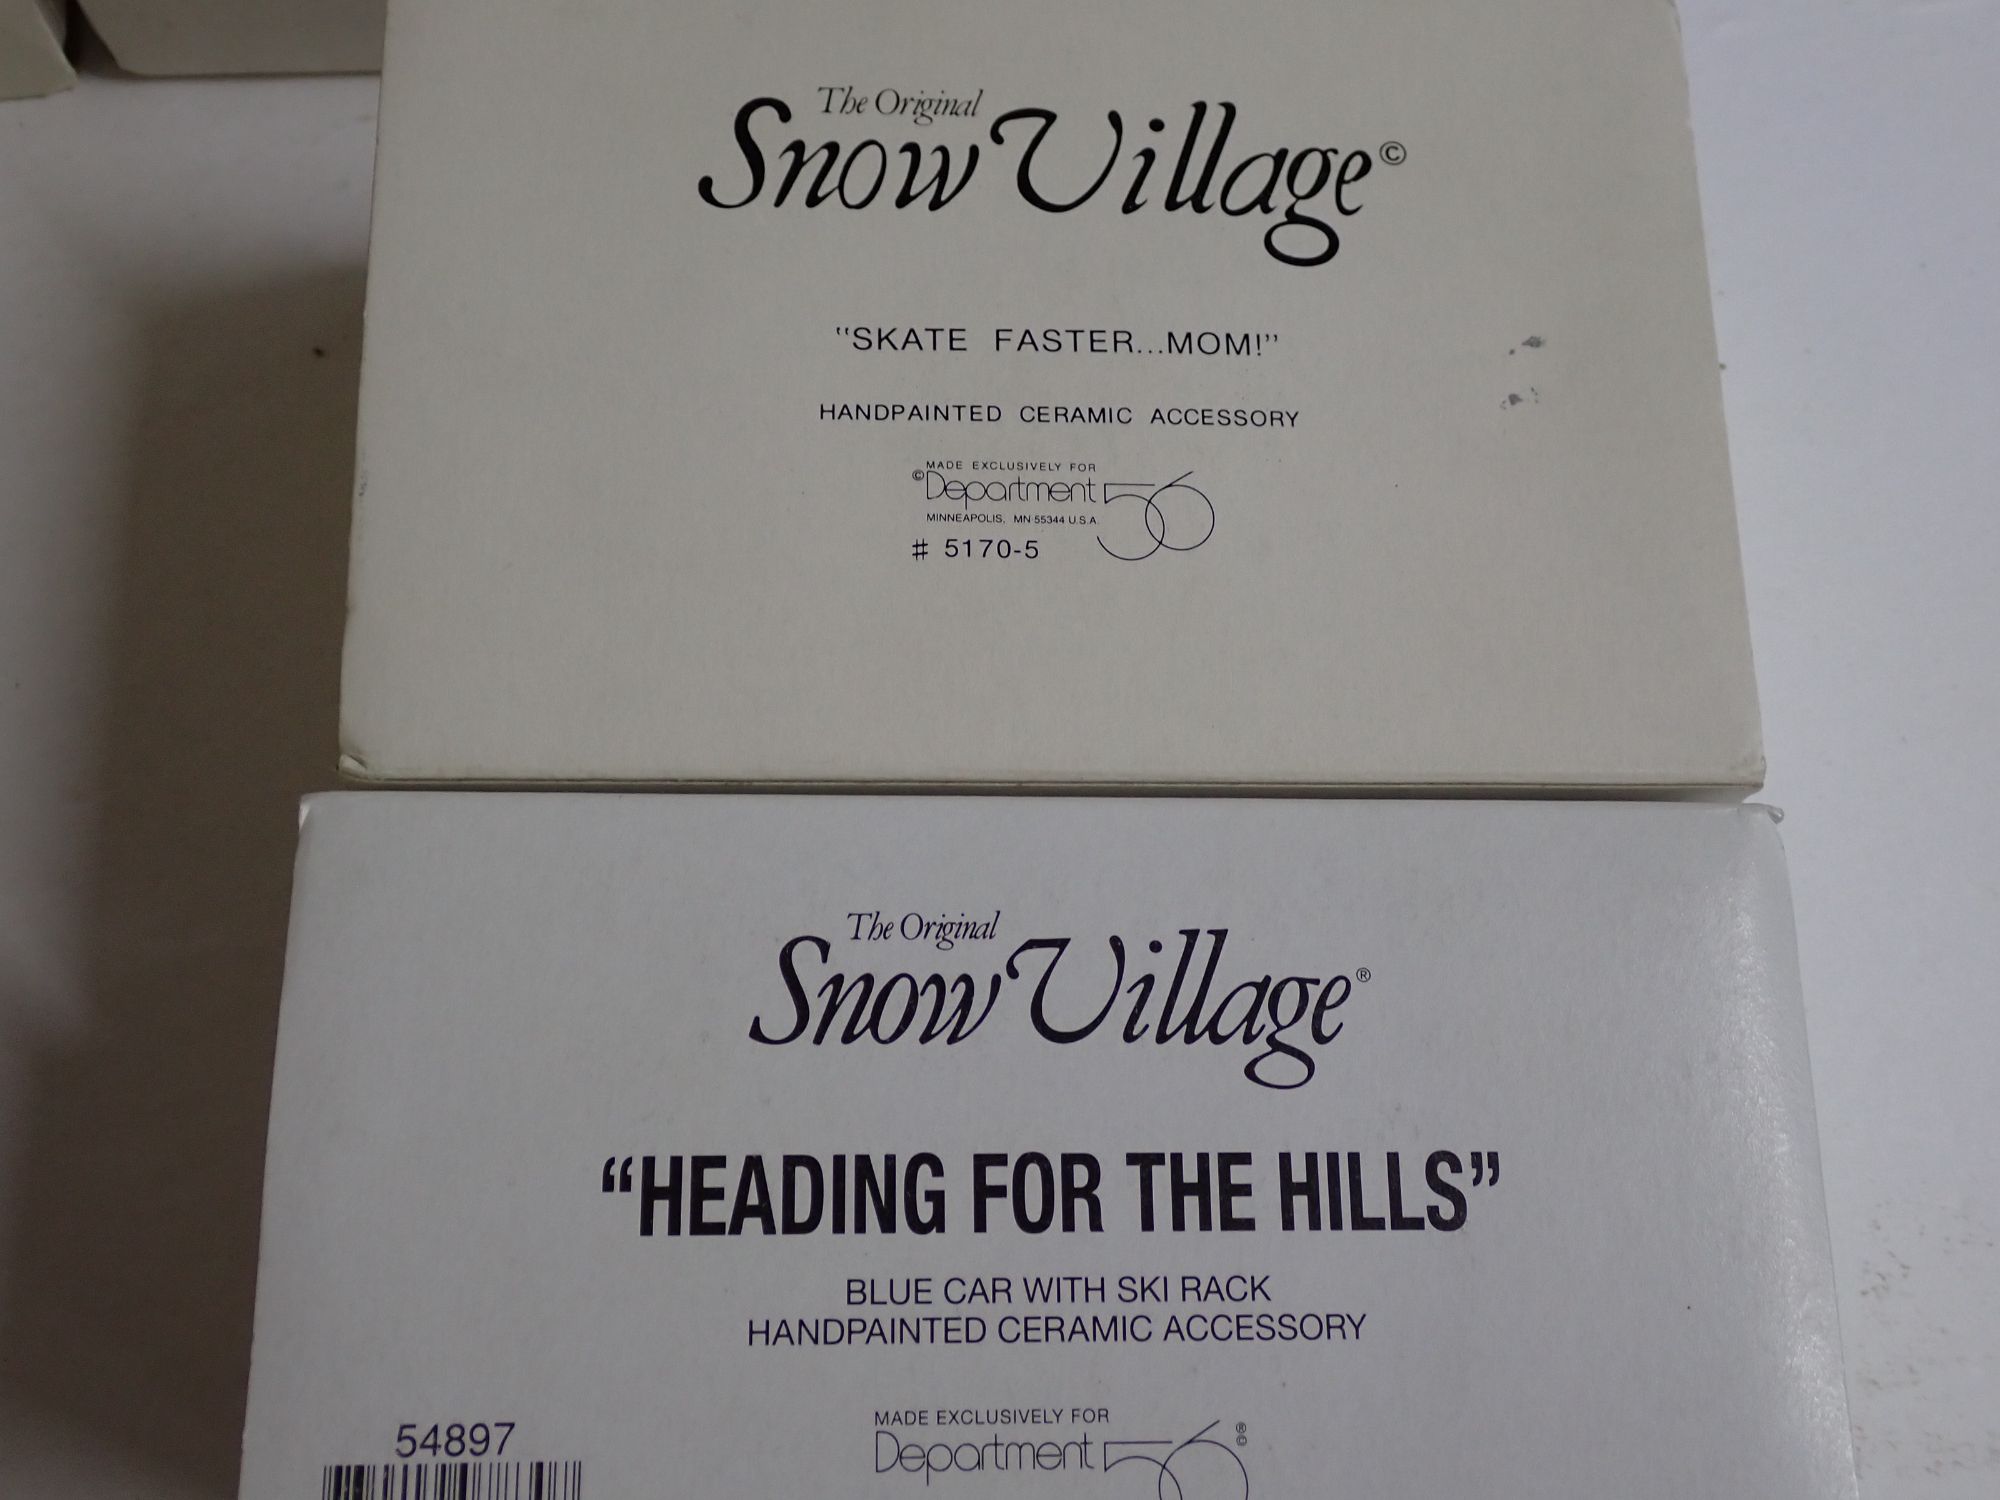 The Original
Snow Village©
"SKATE FASTER...MOM!"
HANDPAINTED CERAMIC ACCESSORY
MADE EXCLUSIVELY FOR
©Department 56
MINNEAPOLIS, MN 55344 U.S.A.
# 5170-5
The Original
Snow Village®
“HEADING FOR THE HILLS”
BLUE CAR WITH SKI RACK
HANDPAINTED CERAMIC ACCESSORY
54897
MADE EXCLUSIVELY FOR
Department 56 ®©